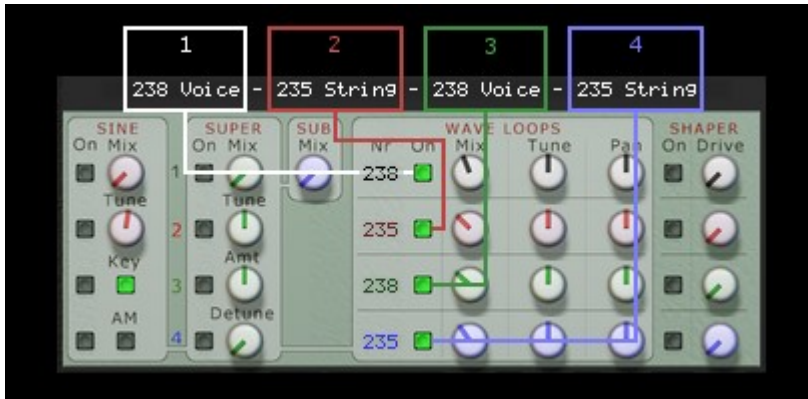 1 2 3 4
238 Voice - 235 String - 238 Voice - 235 String
SINE SUPER SUB WAVE LOOPS SHAPER
On Mix On Mix Mix Nr On Mix Tune Pan On Drive
1 238
Tune Tune
2 235
Key Amt
3 238
AM Detune
4 235